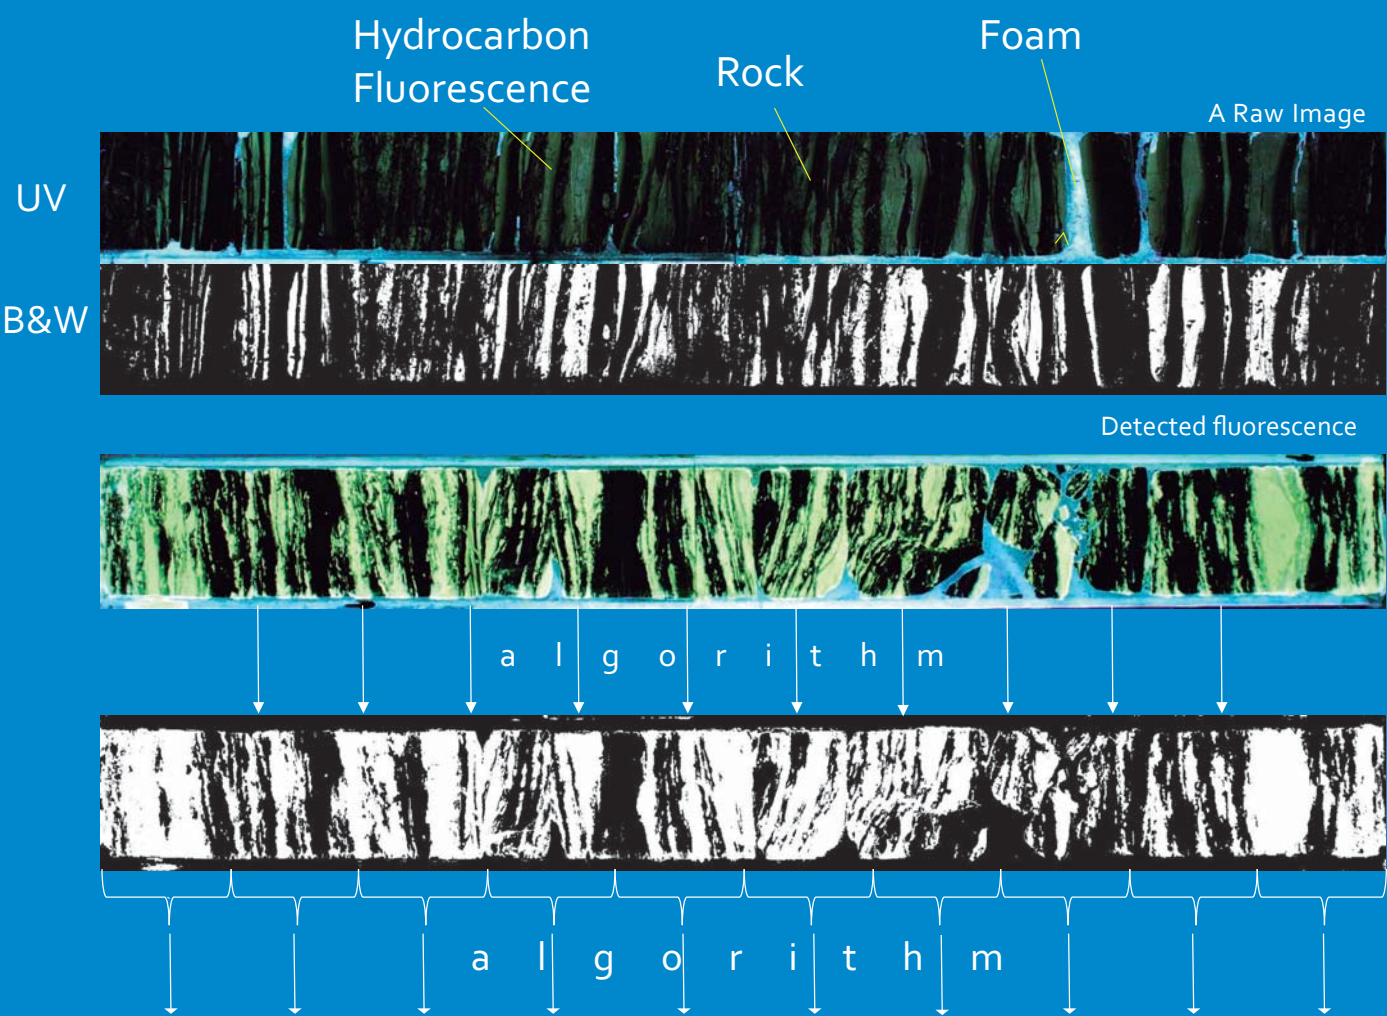 Hydrocarbon
Fluorescence
Rock
Foam
A Raw Image
UV
B&W
Detected fluorescence
a l g o r i t h m
a l g o r i t h m